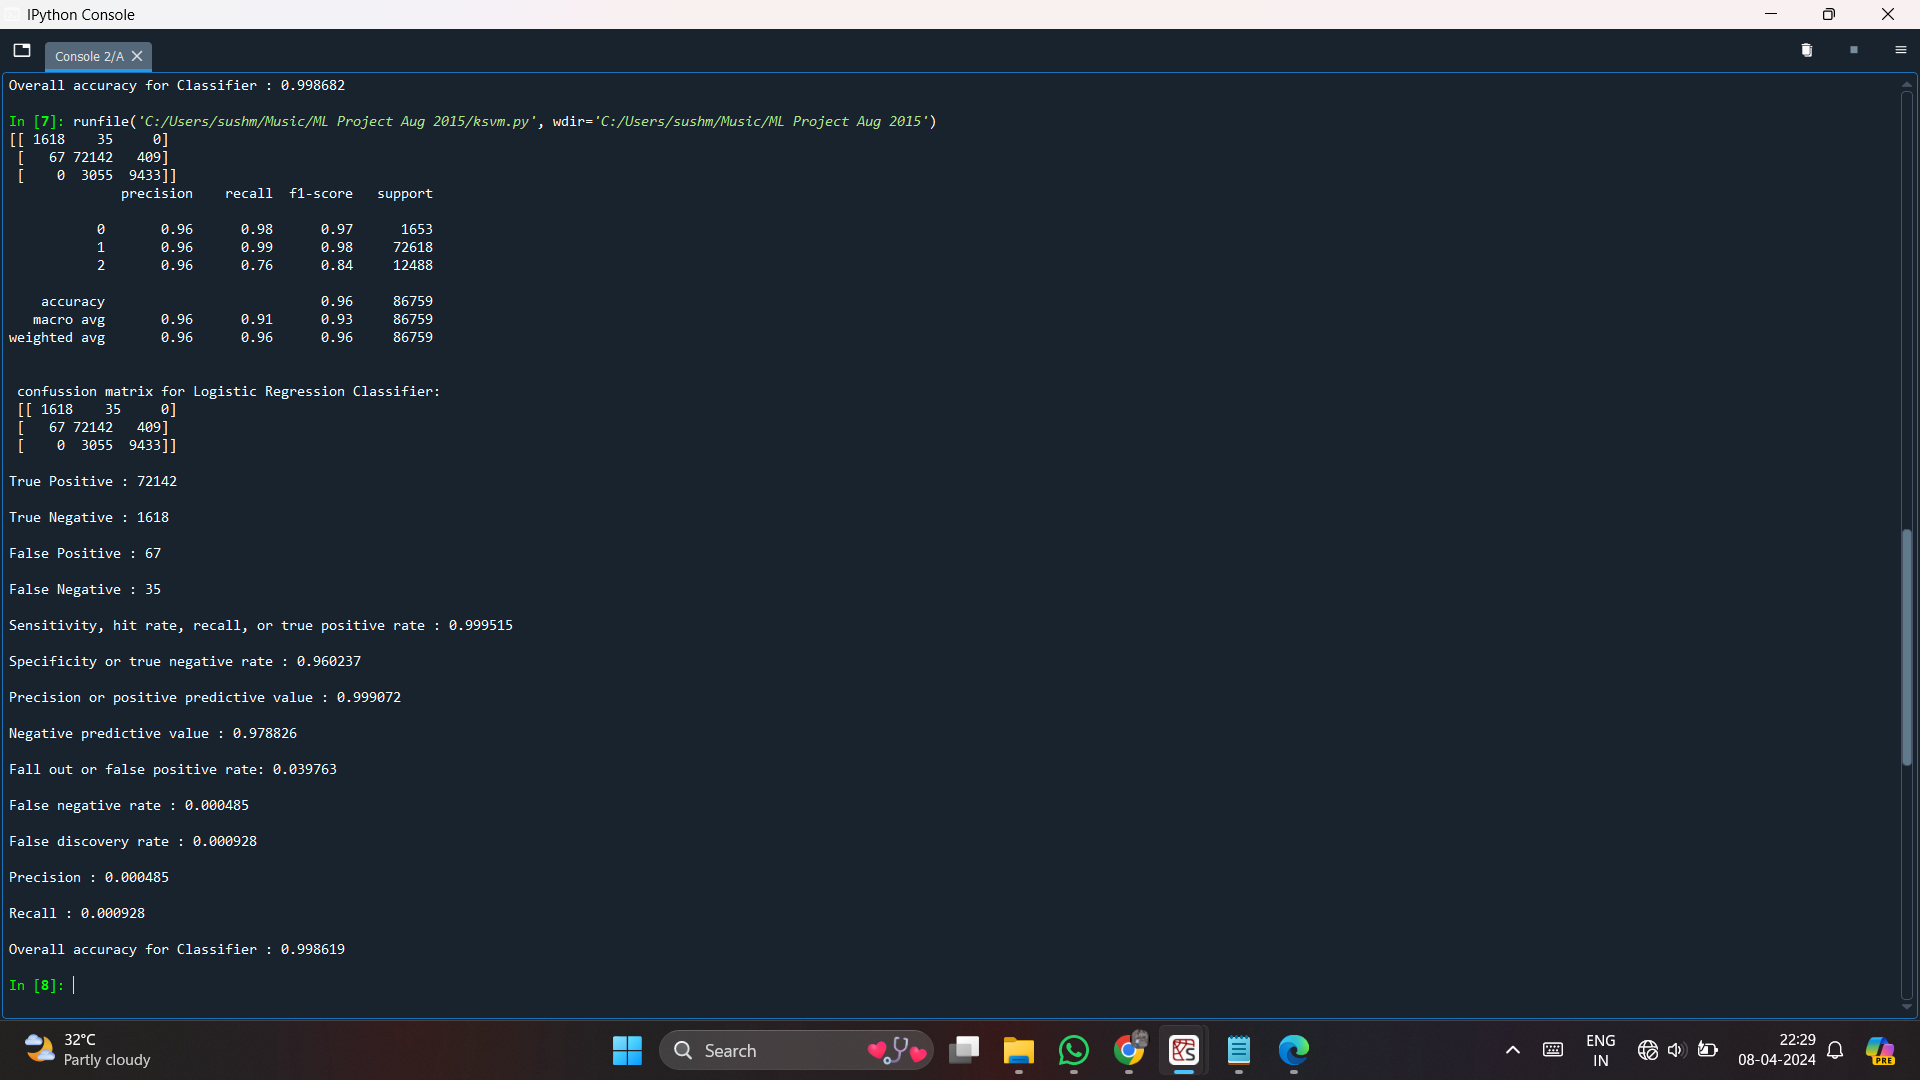 IPython Console
Console 2/A
Overall accuracy for Classifier : 0.998682
In [7]: runfile('C:/Users/sushm/Music/ML Project Aug 2015/ksvm.py', wdir='C:/Users/sushm/Music/ML Project Aug 2015')
[[ 1618    35     0]
[   67 72142   409]
[    0  3055  9433]]
precision    recall  f1-score   support
0       0.96      0.98      0.97      1653
1       0.96      0.99      0.98     72618
2       0.96      0.76      0.84     12488
accuracy                           0.96     86759
macro avg       0.96      0.91      0.93     86759
weighted avg       0.96      0.96      0.96     86759
confussion matrix for Logistic Regression Classifier:
[[ 1618    35     0]
[   67 72142   409]
[    0  3055  9433]]
True Positive : 72142
True Negative : 1618
False Positive : 67
False Negative : 35
Sensitivity, hit rate, recall, or true positive rate : 0.999515
Specificity or true negative rate : 0.960237
Precision or positive predictive value : 0.999072
Negative predictive value : 0.978826
Fall out or false positive rate: 0.039763
False negative rate : 0.000485
False discovery rate : 0.000928
Precision : 0.000485
Recall : 0.000928
Overall accuracy for Classifier : 0.998619
In [8]:
32°C
Partly cloudy
Search
ENG
IN
22:29
08-04-2024
PRE